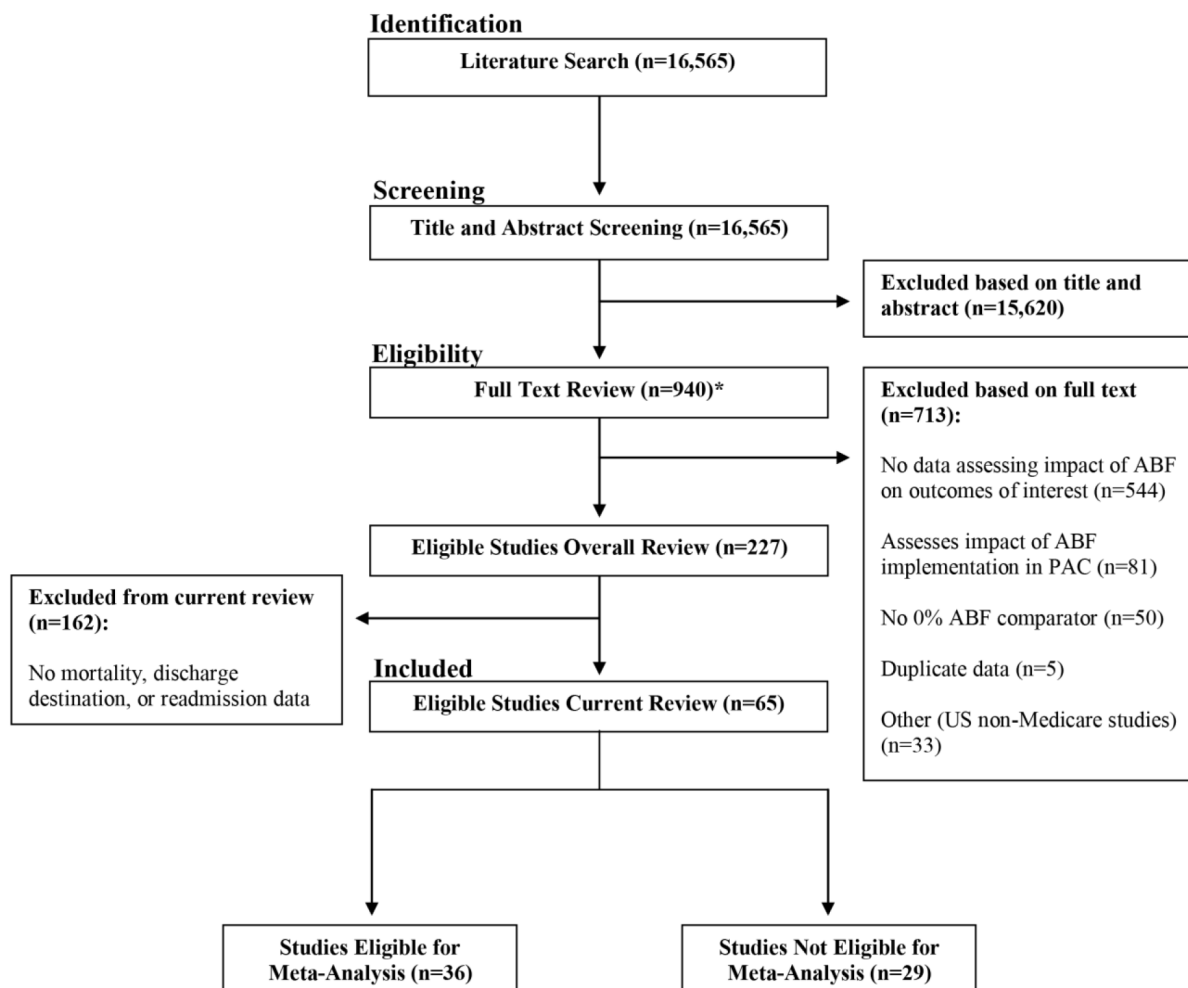 Identification
Literature Search (n=16,565)
Screening
Title and Abstract Screening (n=16,565)
Excluded based on title and
abstract (n=15,620)
Eligibility
Full Text Review (n=940)*
Excluded based on full text
(n=713):
No data assessing impact of ABF
on outcomes of interest (n=544)
Assesses impact of ABF
implementation in PAC (n=81)
No 0% ABF comparator (n=50)
Duplicate data (n=5)
Other (US non-Medicare studies)
(n=33)
Eligible Studies Overall Review (n=227)
Excluded from current review
(n=162):
No mortality, discharge
destination, or readmission data
Included
Eligible Studies Current Review (n=65)
Studies Eligible for
Meta-Analysis (n=36)
Studies Not Eligible for
Meta-Analysis (n=29)